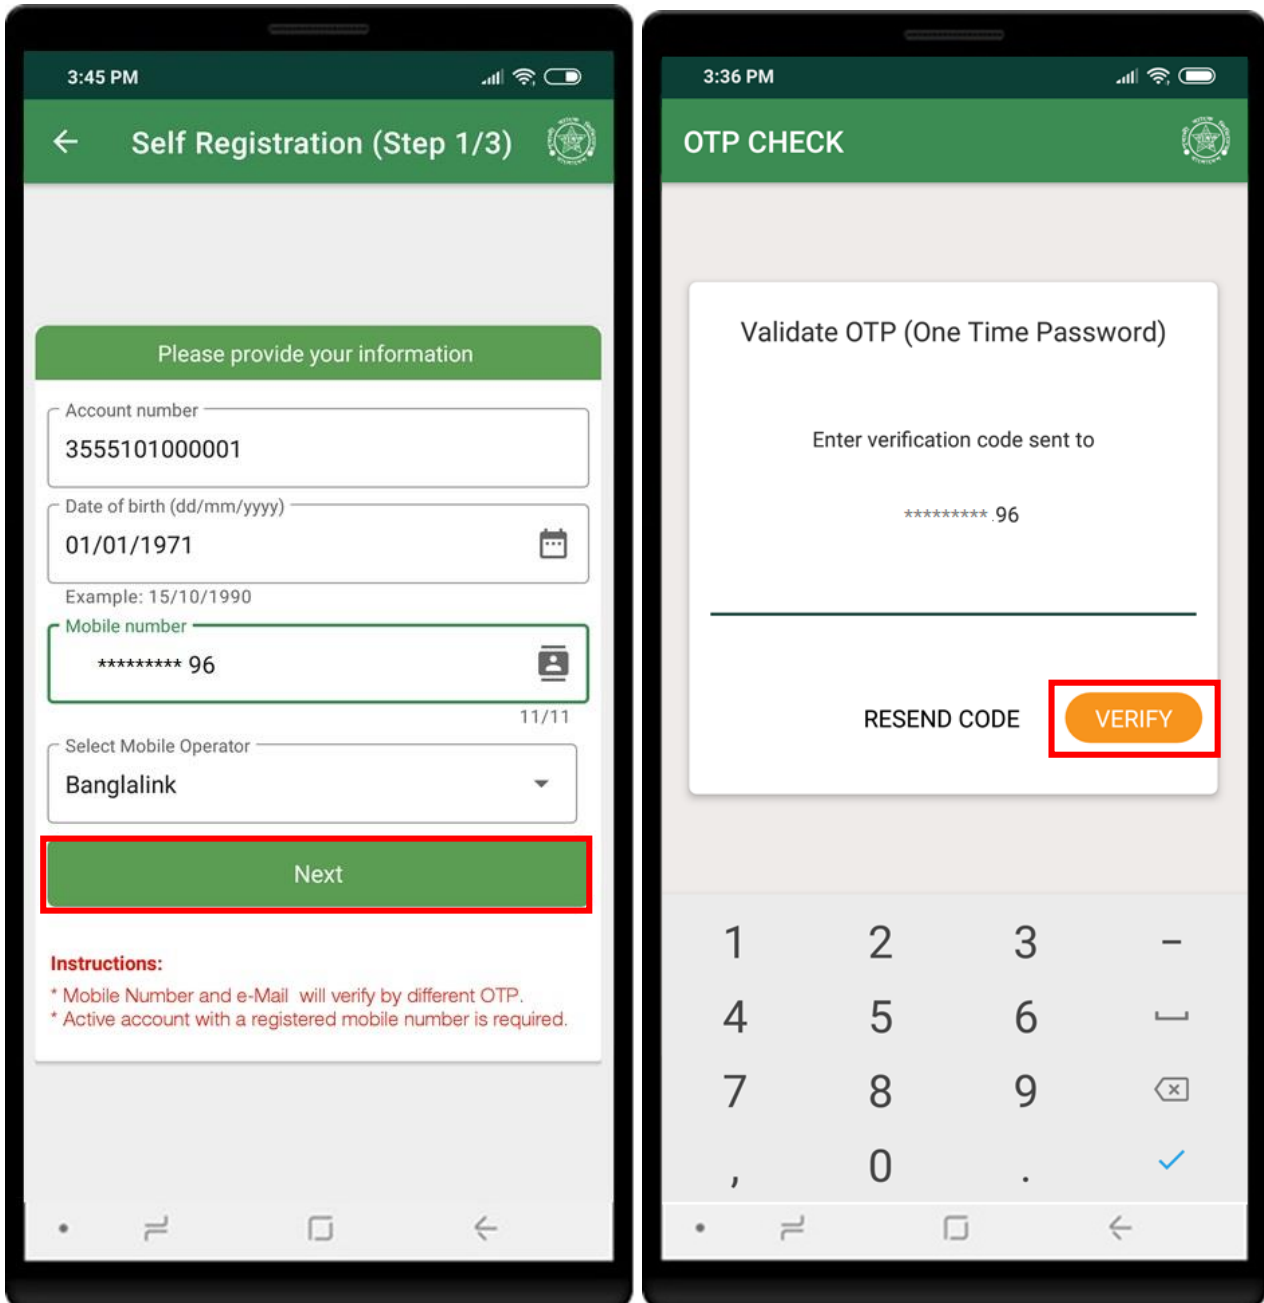 3:45 PM
Self Registration (Step 1/3)
Please provide your information
Account number
3555101000001
Date of birth (dd/mm/yyyy)
01/01/1971
Example: 15/10/1990
Mobile number
********* 96
11/11
Select Mobile Operator
Banglalink
Next
Instructions:
* Mobile Number and e-Mail will verify by different OTP.
* Active account with a registered mobile number is required.
3:36 PM
OTP CHECK
Validate OTP (One Time Password)
Enter verification code sent to
********* 96
RESEND CODE
VERIFY
1 2 3 -
4 5 6
7 8 9
, 0 .